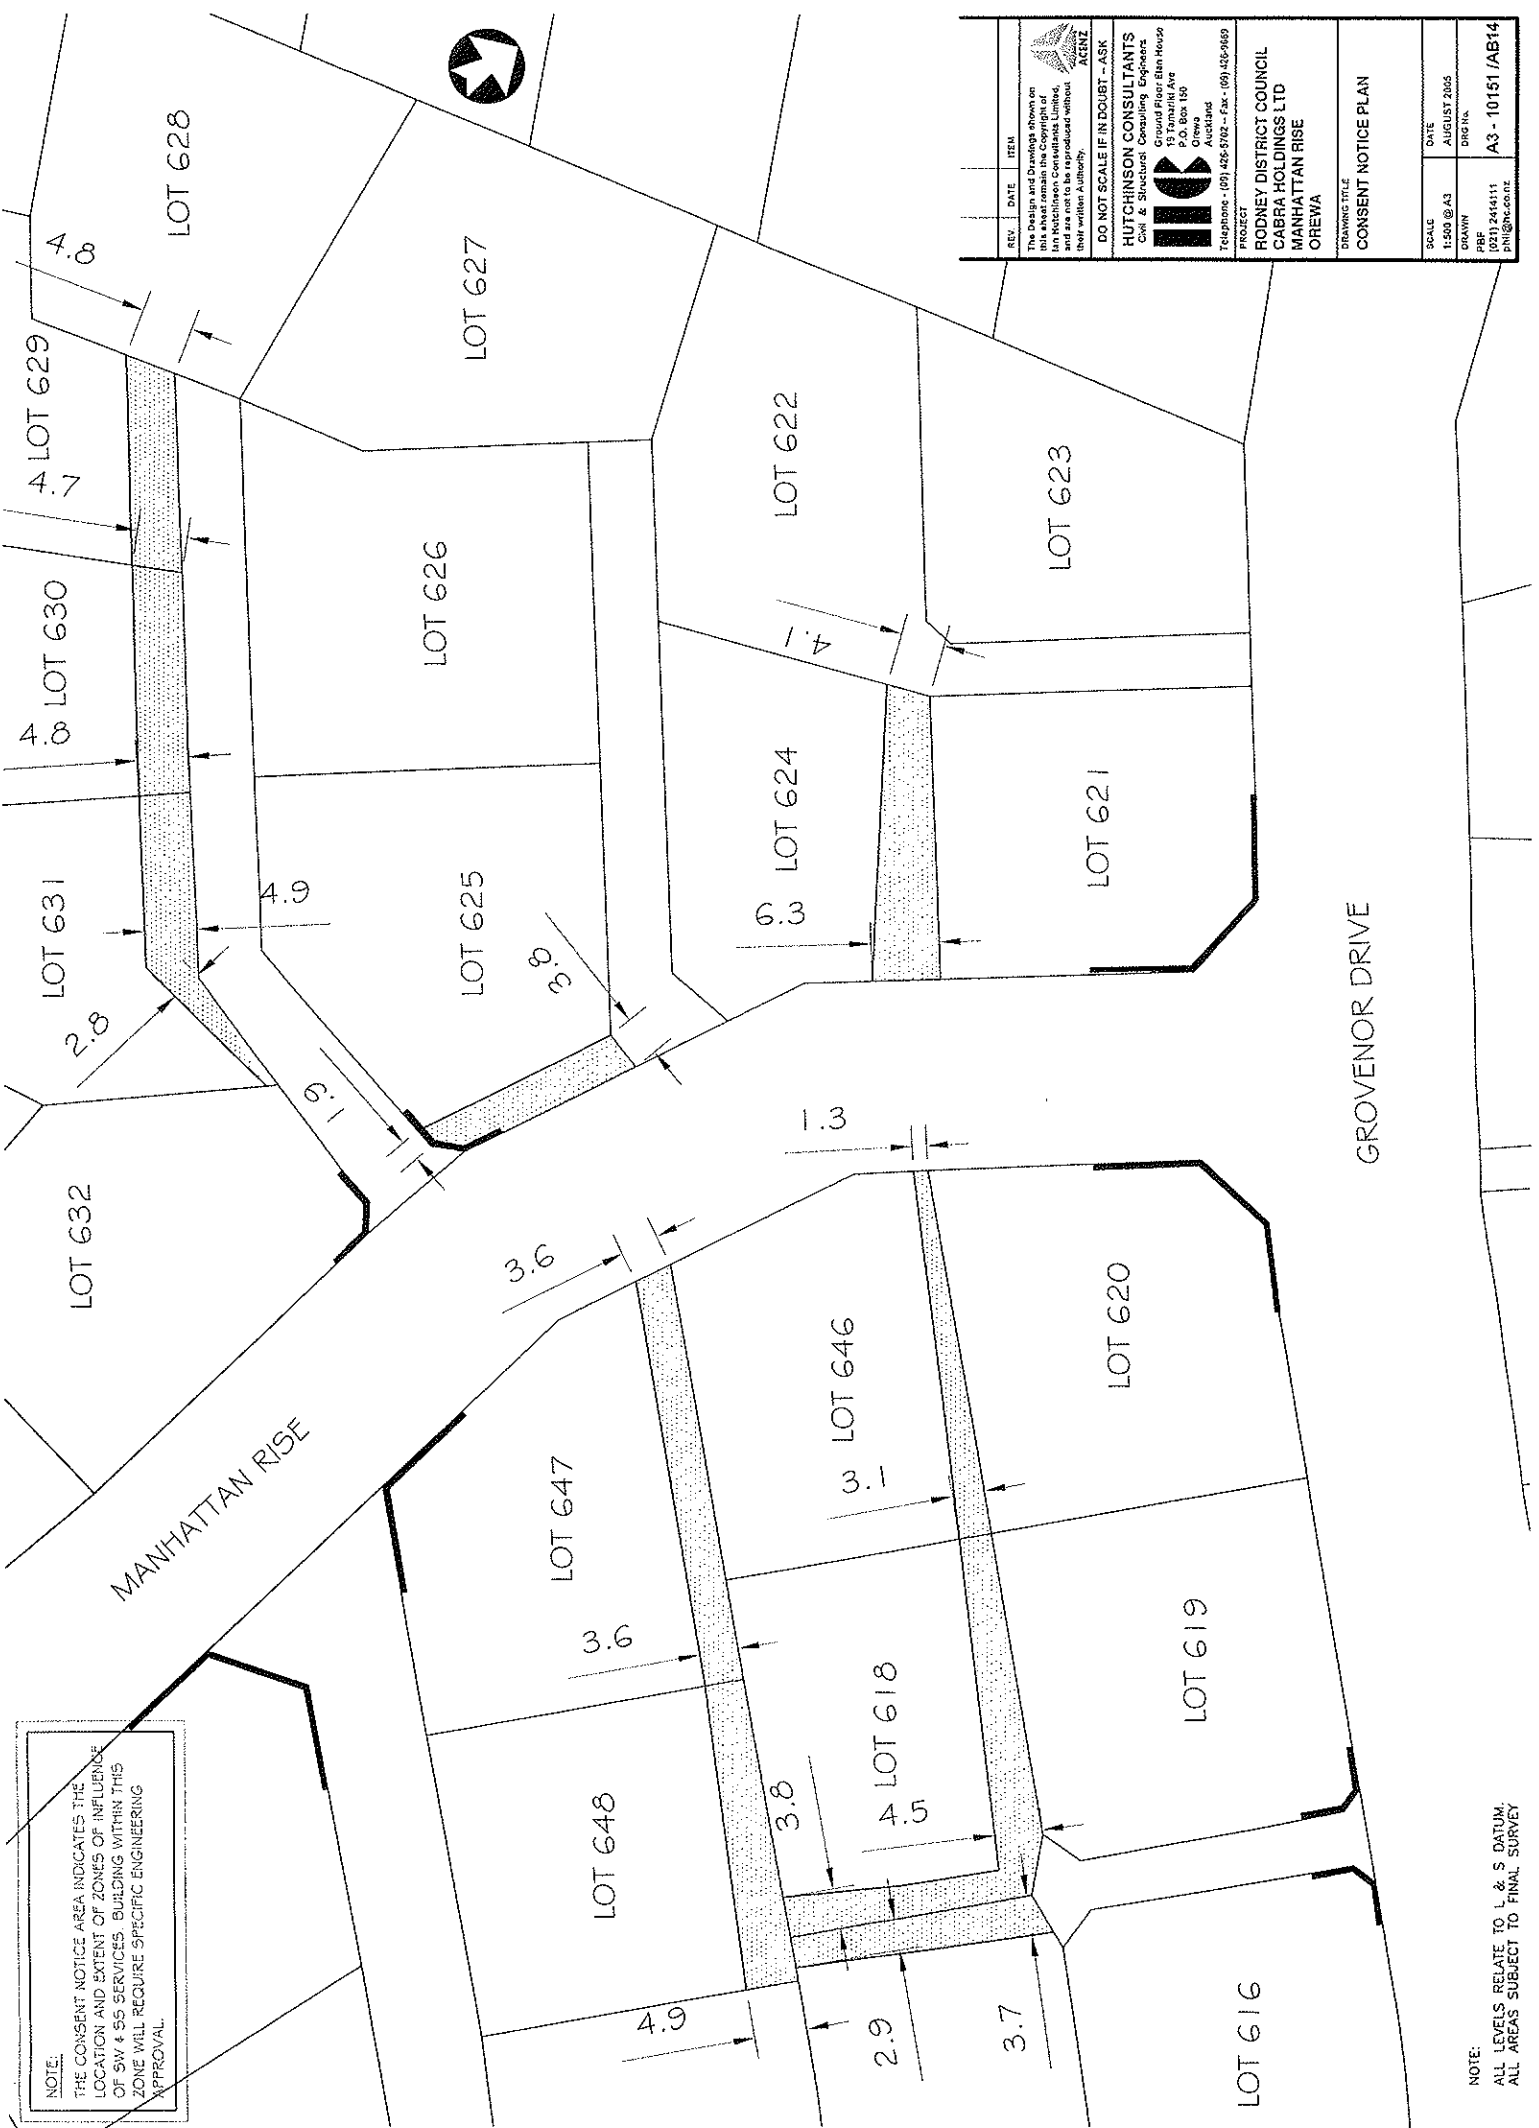 NOTE:
THE CONSENT NOTICE AREA INDICATES THE
LOCATION AND EXTENT OF ZONES OF INFLUENCE
OF SW & SS SERVICES. BUILDING WITHIN THIS
ZONE WILL REQUIRE SPECIFIC ENGINEERING
APPROVAL.
MANHATTAN RISE
GROVENOR DRIVE
LOT 632
LOT 631
LOT 630
LOT 629
LOT 628
LOT 627
LOT 626
LOT 625
LOT 622
LOT 623
LOT 624
LOT 621
LOT 647
LOT 646
LOT 620
LOT 648
LOT 618
LOT 619
LOT 616
4.8
4.7
4.8
4.9
2.8
1.9
3.8
4.1
6.3
1.3
3.6
3.6
3.1
3.8
4.5
4.9
2.9
3.7
NOTE:
ALL LEVELS RELATE TO L & S DATUM.
ALL AREAS SUBJECT TO FINAL SURVEY
REV. DATE ITEM
The Design and Drawings shown on
this sheet remain the Copyright of
Ian Hutchinson Consultants Limited,
and are not to be reproduced without
their written Authority.
ACENZ
DO NOT SCALE IF IN DOUBT - ASK
HUTCHINSON CONSULTANTS
Civil & Structural Consulting Engineers
Ground Floor Elan House
19 Tamariki Ave
P.O. Box 150
Orewa
Auckland
Telephone - (09) 426-5702 - Fax - (09) 426-9669
PROJECT
RODNEY DISTRICT COUNCIL
CABRA HOLDINGS LTD
MANHATTAN RISE
OREWA
DRAWING TITLE
CONSENT NOTICE PLAN
SCALE
1:500 @ A3
DATE
AUGUST 2005
DRAWN
PBF
(021) 2414111
phil@hc.co.nz
DRG No.
A3 - 10151 /AB14